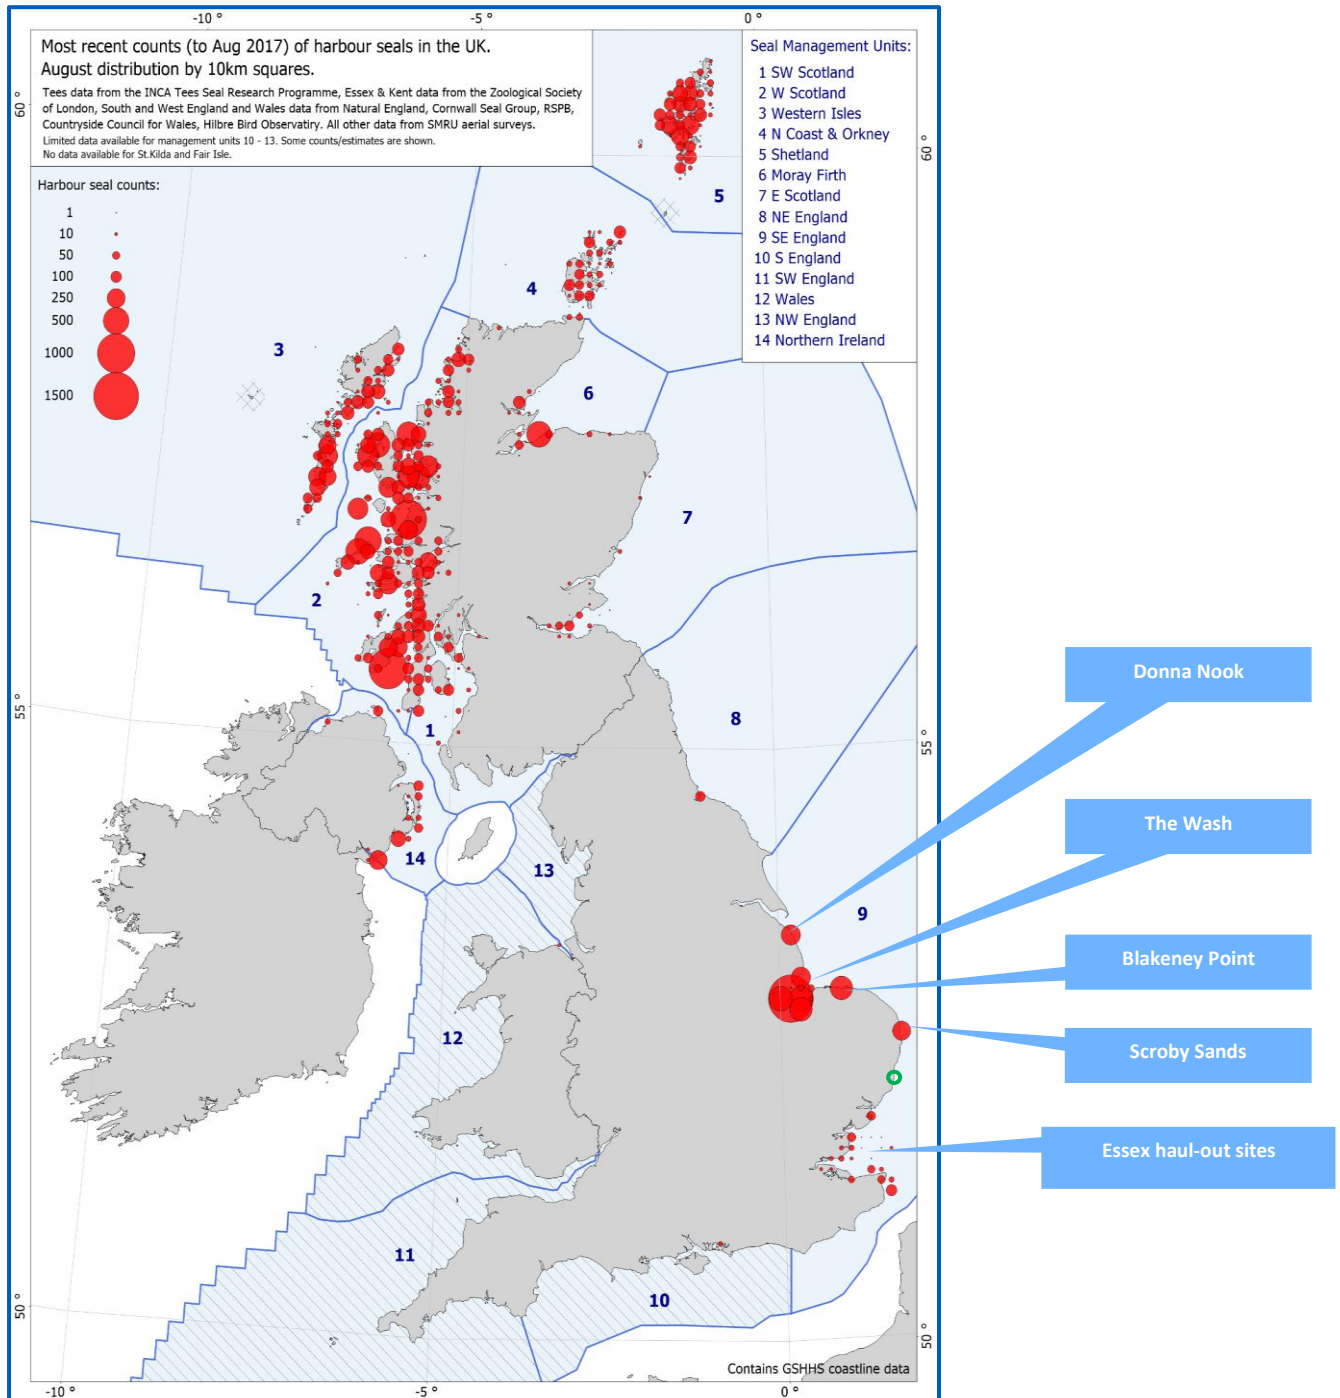 -10 °
-5 °
0 °
Most recent counts (to Aug 2017) of harbour seals in the UK.
August distribution by 10km squares.
Tees data from the INCA Tees Seal Research Programme, Essex & Kent data from the Zoological Society
of London, South and West England and Wales data from Natural England, Cornwall Seal Group, RSPB,
Countryside Council for Wales, Hilbre Bird Observatiry. All other data from SMRU aerial surveys.
Limited data available for management units 10 - 13. Some counts/estimates are shown.
No data available for St.Kilda and Fair Isle.
Seal Management Units:
1 SW Scotland
2 W Scotland
3 Western Isles
4 N Coast & Orkney
5 Shetland
6 Moray Firth
7 E Scotland
8 NE England
9 SE England
10 S England
11 SW England
12 Wales
13 NW England
14 Northern Ireland
Harbour seal counts:
1
10
50
100
250
500
1000
1500
60 °
60 °
5
4
3
6
7
2
1
8
55 °
55 °
14
13
9
12
11
10
50 °
50 °
Donna Nook
The Wash
Blakeney Point
Scroby Sands
Essex haul-out sites
Contains GSHHS coastline data
-10 °
-5 °
0 °